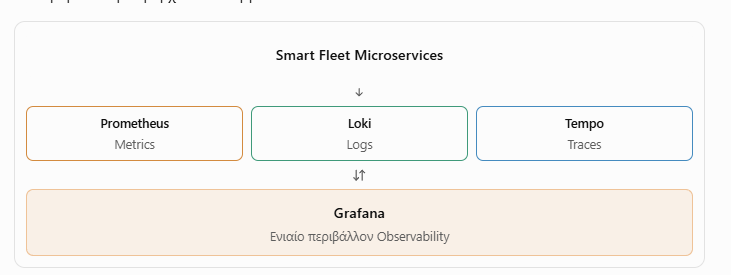 Smart Fleet Microservices
↓
Prometheus
Metrics
Loki
Logs
Tempo
Traces
↓↑
Grafana
Ενιαίο περιβάλλον Observability